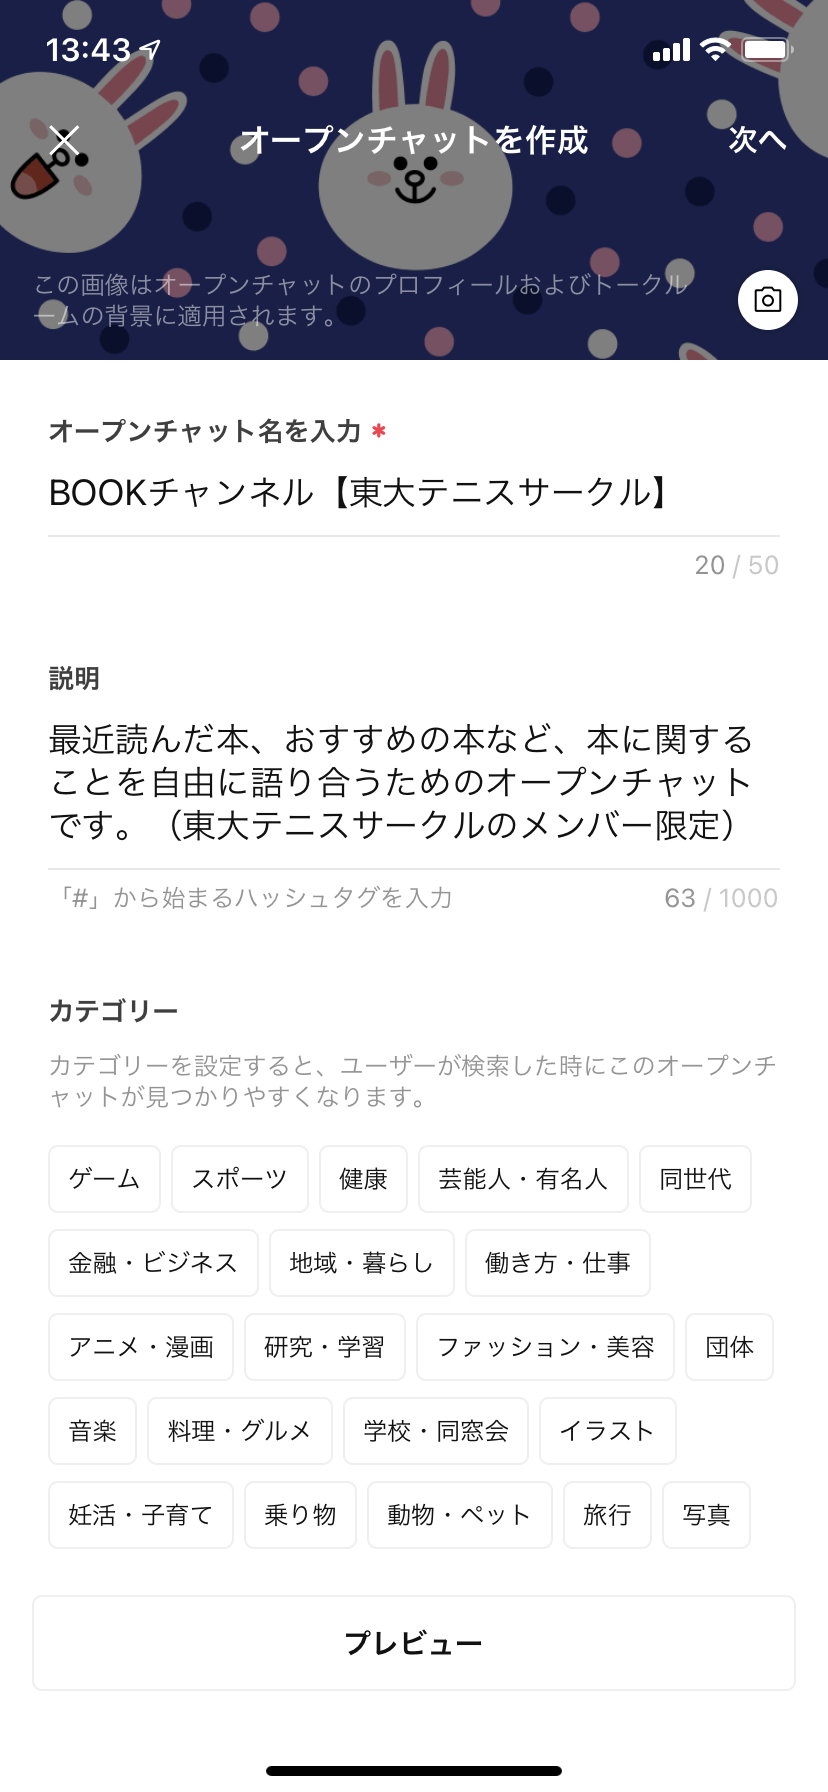 13:43
オープンチャットを作成
次へ
この画像はオープンチャットのプロフィールおよびトークル
ームの背景に適用されます。
オープンチャット名を入力 *
BOOKチャンネル【東大テニスサークル】
20 / 50
説明
最近読んだ本、おすすめの本など、本に関する
ことを自由に語り合うためのオープンチャット
です。（東大テニスサークルのメンバー限定）
「#」から始まるハッシュタグを入力 63 / 1000
カテゴリー
カテゴリーを設定すると、ユーザーが検索した時にこのオープンチ
ャットが見つかりやすくなります。
ゲーム スポーツ 健康 芸能人・有名人 同世代
金融・ビジネス 地域・暮らし 働き方・仕事
アニメ・漫画 研究・学習 ファッション・美容 団体
音楽 料理・グルメ 学校・同窓会 イラスト
妊活・子育て 乗り物 動物・ペット 旅行 写真
プレビュー